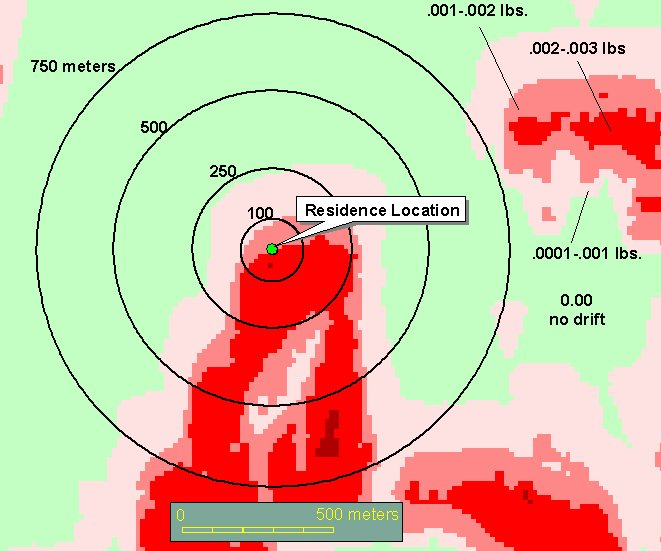 .001-.002 lbs.
.002-.003 lbs
750 meters
500
250
100
Residence Location
.0001-.001 lbs.
0.00
no drift
0 500 meters